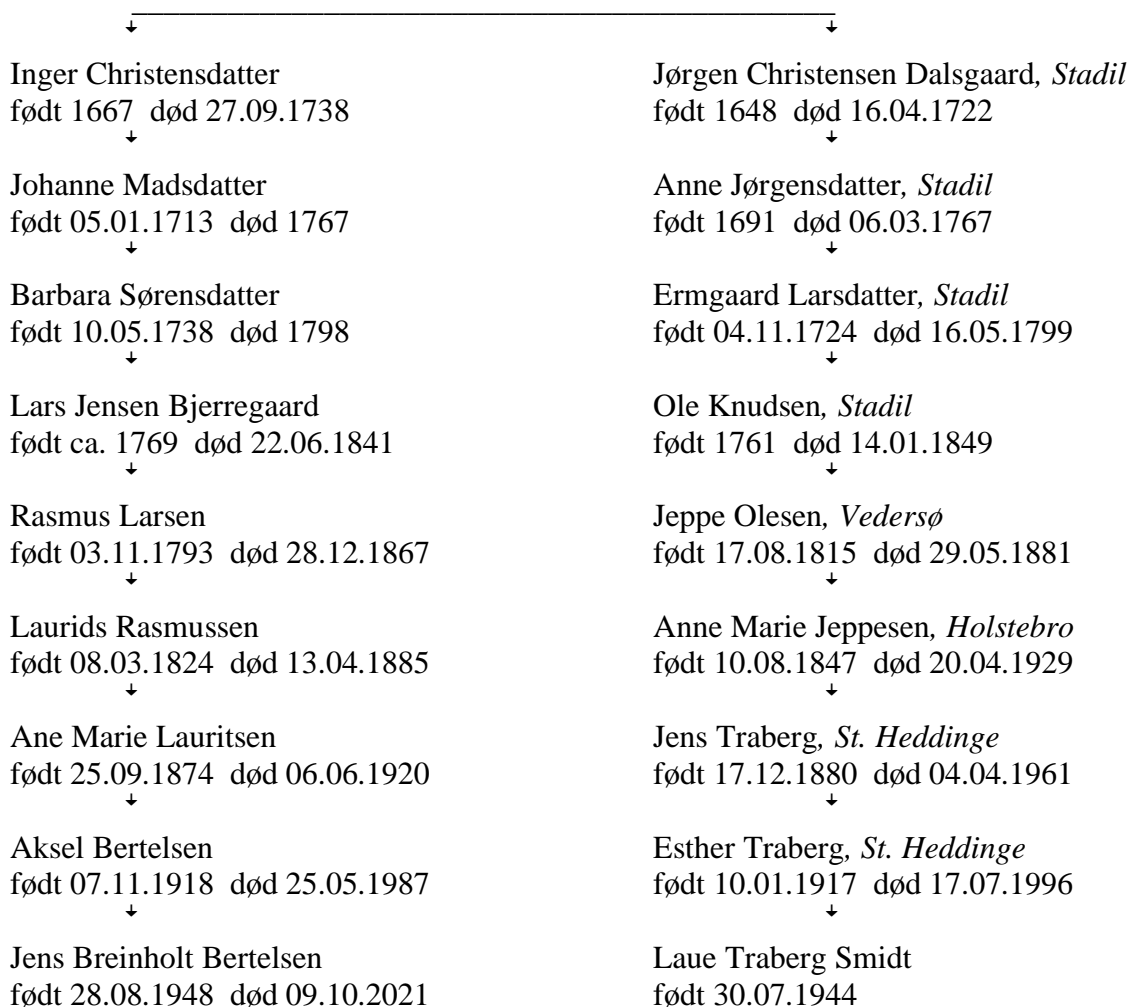 Inger Christensdatter
født 1667 død 27.09.1738
Johanne Madsdatter
født 05.01.1713 død 1767
Barbara Sørensdatter
født 10.05.1738 død 1798
Lars Jensen Bjerregaard
født ca. 1769 død 22.06.1841
Rasmus Larsen
født 03.11.1793 død 28.12.1867
Laurids Rasmussen
født 08.03.1824 død 13.04.1885
Ane Marie Lauritsen
født 25.09.1874 død 06.06.1920
Aksel Bertelsen
født 07.11.1918 død 25.05.1987
Jens Breinholt Bertelsen
født 28.08.1948 død 09.10.2021
Jørgen Christensen Dalsgaard, Stadil
født 1648 død 16.04.1722
Anne Jørgensdatter, Stadil
født 1691 død 06.03.1767
Ermgaard Larsdatter, Stadil
født 04.11.1724 død 16.05.1799
Ole Knudsen, Stadil
født 1761 død 14.01.1849
Jeppe Olesen, Vedersø
født 17.08.1815 død 29.05.1881
Anne Marie Jeppesen, Holstebro
født 10.08.1847 død 20.04.1929
Jens Traberg, St. Heddinge
født 17.12.1880 død 04.04.1961
Esther Traberg, St. Heddinge
født 10.01.1917 død 17.07.1996
Laue Traberg Smidt
født 30.07.1944